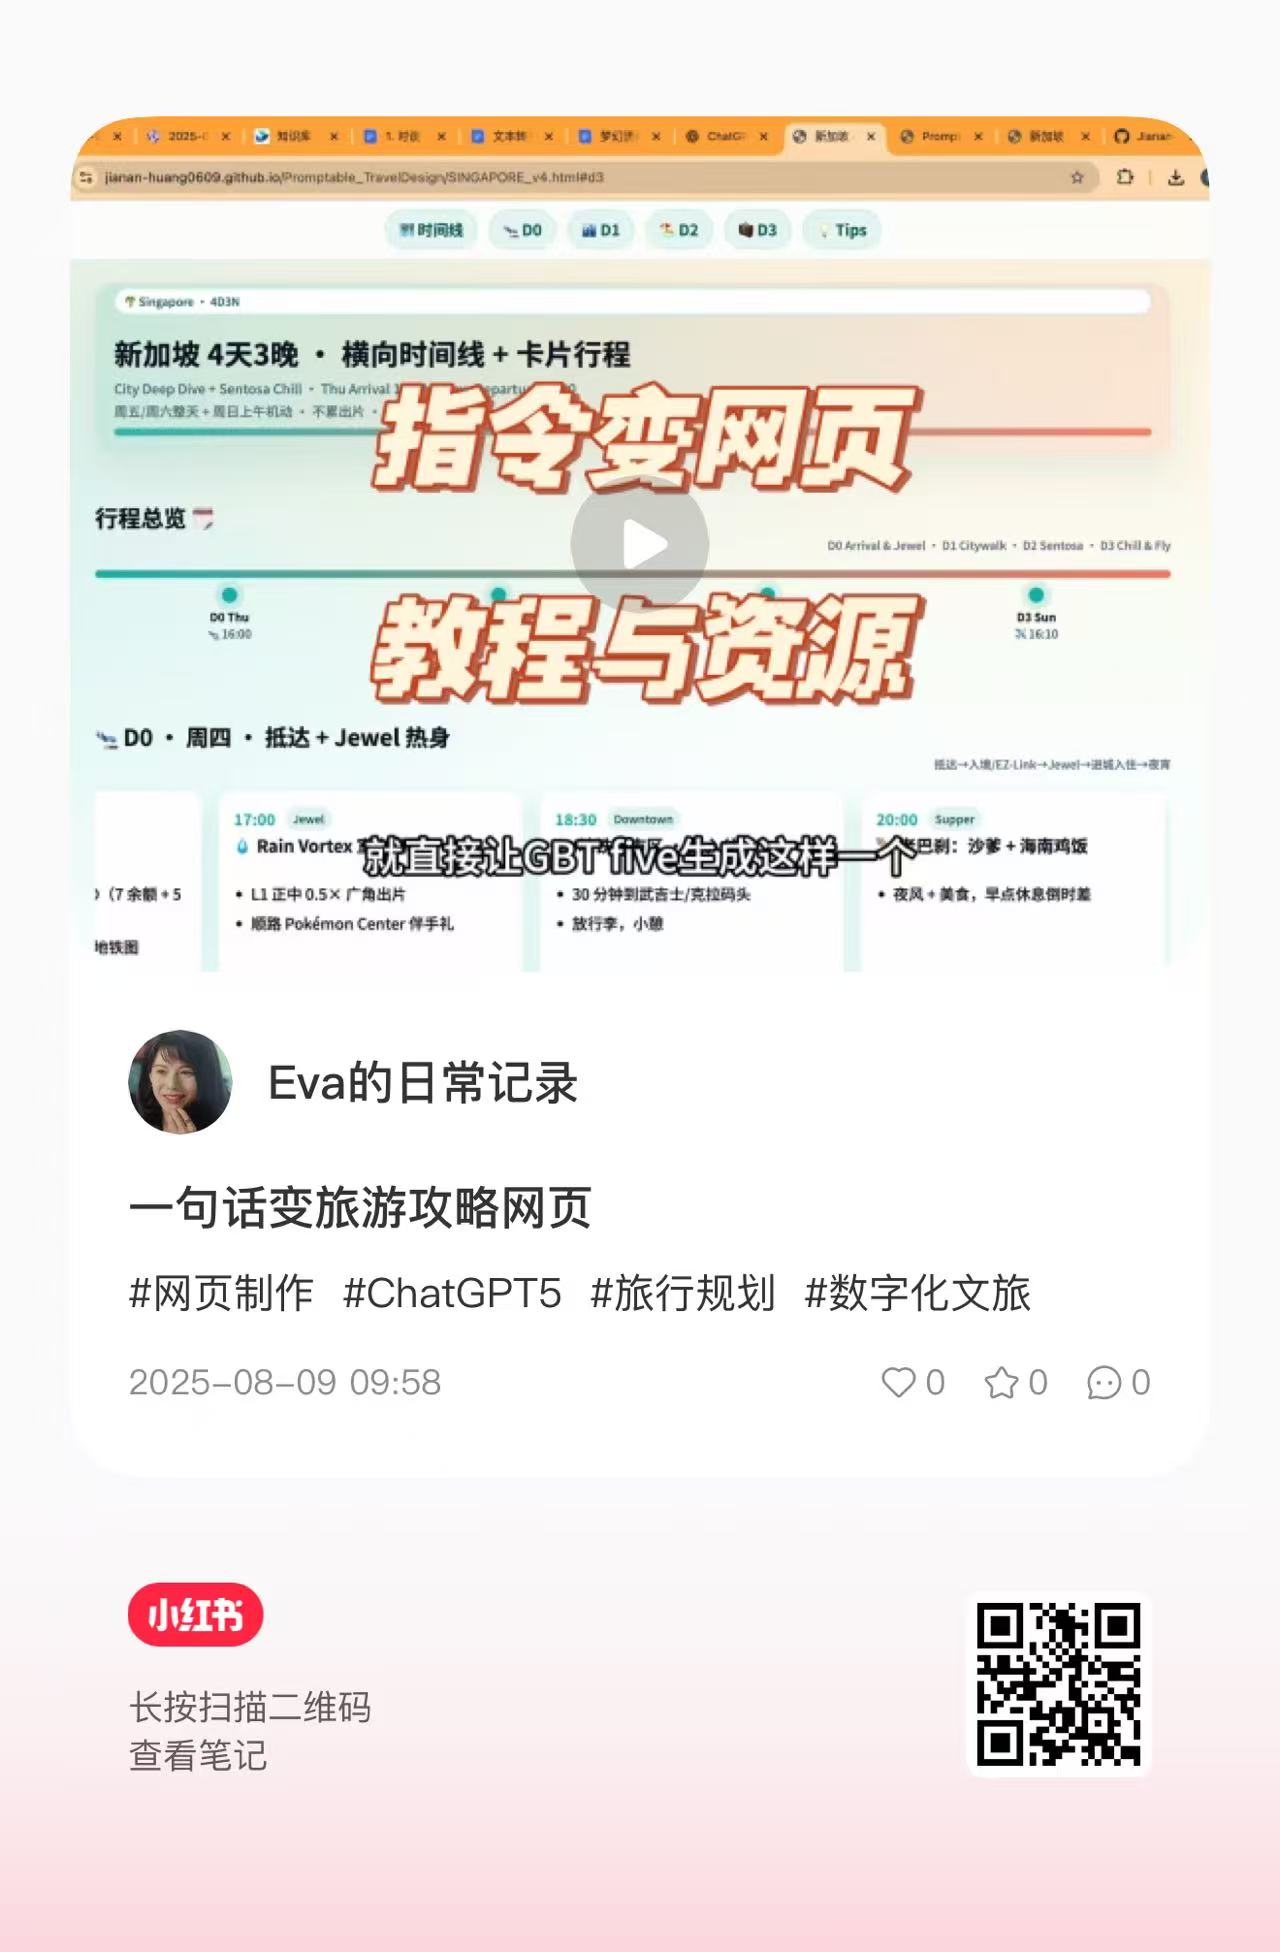 2025-
知识库
1. 时
文本转
梦幻
ChatG
新加坡
Promp
新加坡
Jianan
jianan-huang0609.github.io/Promptable_TravelDesign/SINGAPORE_v4.html#d3
时间线
D0
D1
D2
D3
Tips
Singapore · 4D3N
新加坡 4天3晚 · 横向时间线 + 卡片行程
City Deep Dive + Sentosa Chill · Thu Arrival 1
周五/周六整天 + 周日上午机动 · 不累出片 ·
指令变网页
行程总览
D0 Arrival & Jewel · D1 Citywalk · D2 Sentosa · D3 Chill & Fly
D0 Thu
16:00
D3 Sun
16:10
教程与资源
D0 · 周四 · 抵达 + Jewel 热身
抵达→入境/EZ-Link→Jewel→进城入住→夜宵
（7 余额 + 5
地铁图
17:00 Jewel
Rain Vortex
L1 正中 0.5× 广角出片
顺路 Pokémon Center 伴手礼
18:30 Downtown
30 分钟到武吉士/克拉码头
放行李，小憩
20:00 Supper
老巴刹：沙爹 + 海南鸡饭
夜风 + 美食，早点休息倒时差
就直接让GBT five生成这样一个
Eva的日常记录
一句话变旅游攻略网页
#网页制作 #ChatGPT5 #旅行规划 #数字化文旅
2025-08-09 09:58
0 0 0
小红书
长按扫描二维码
查看笔记